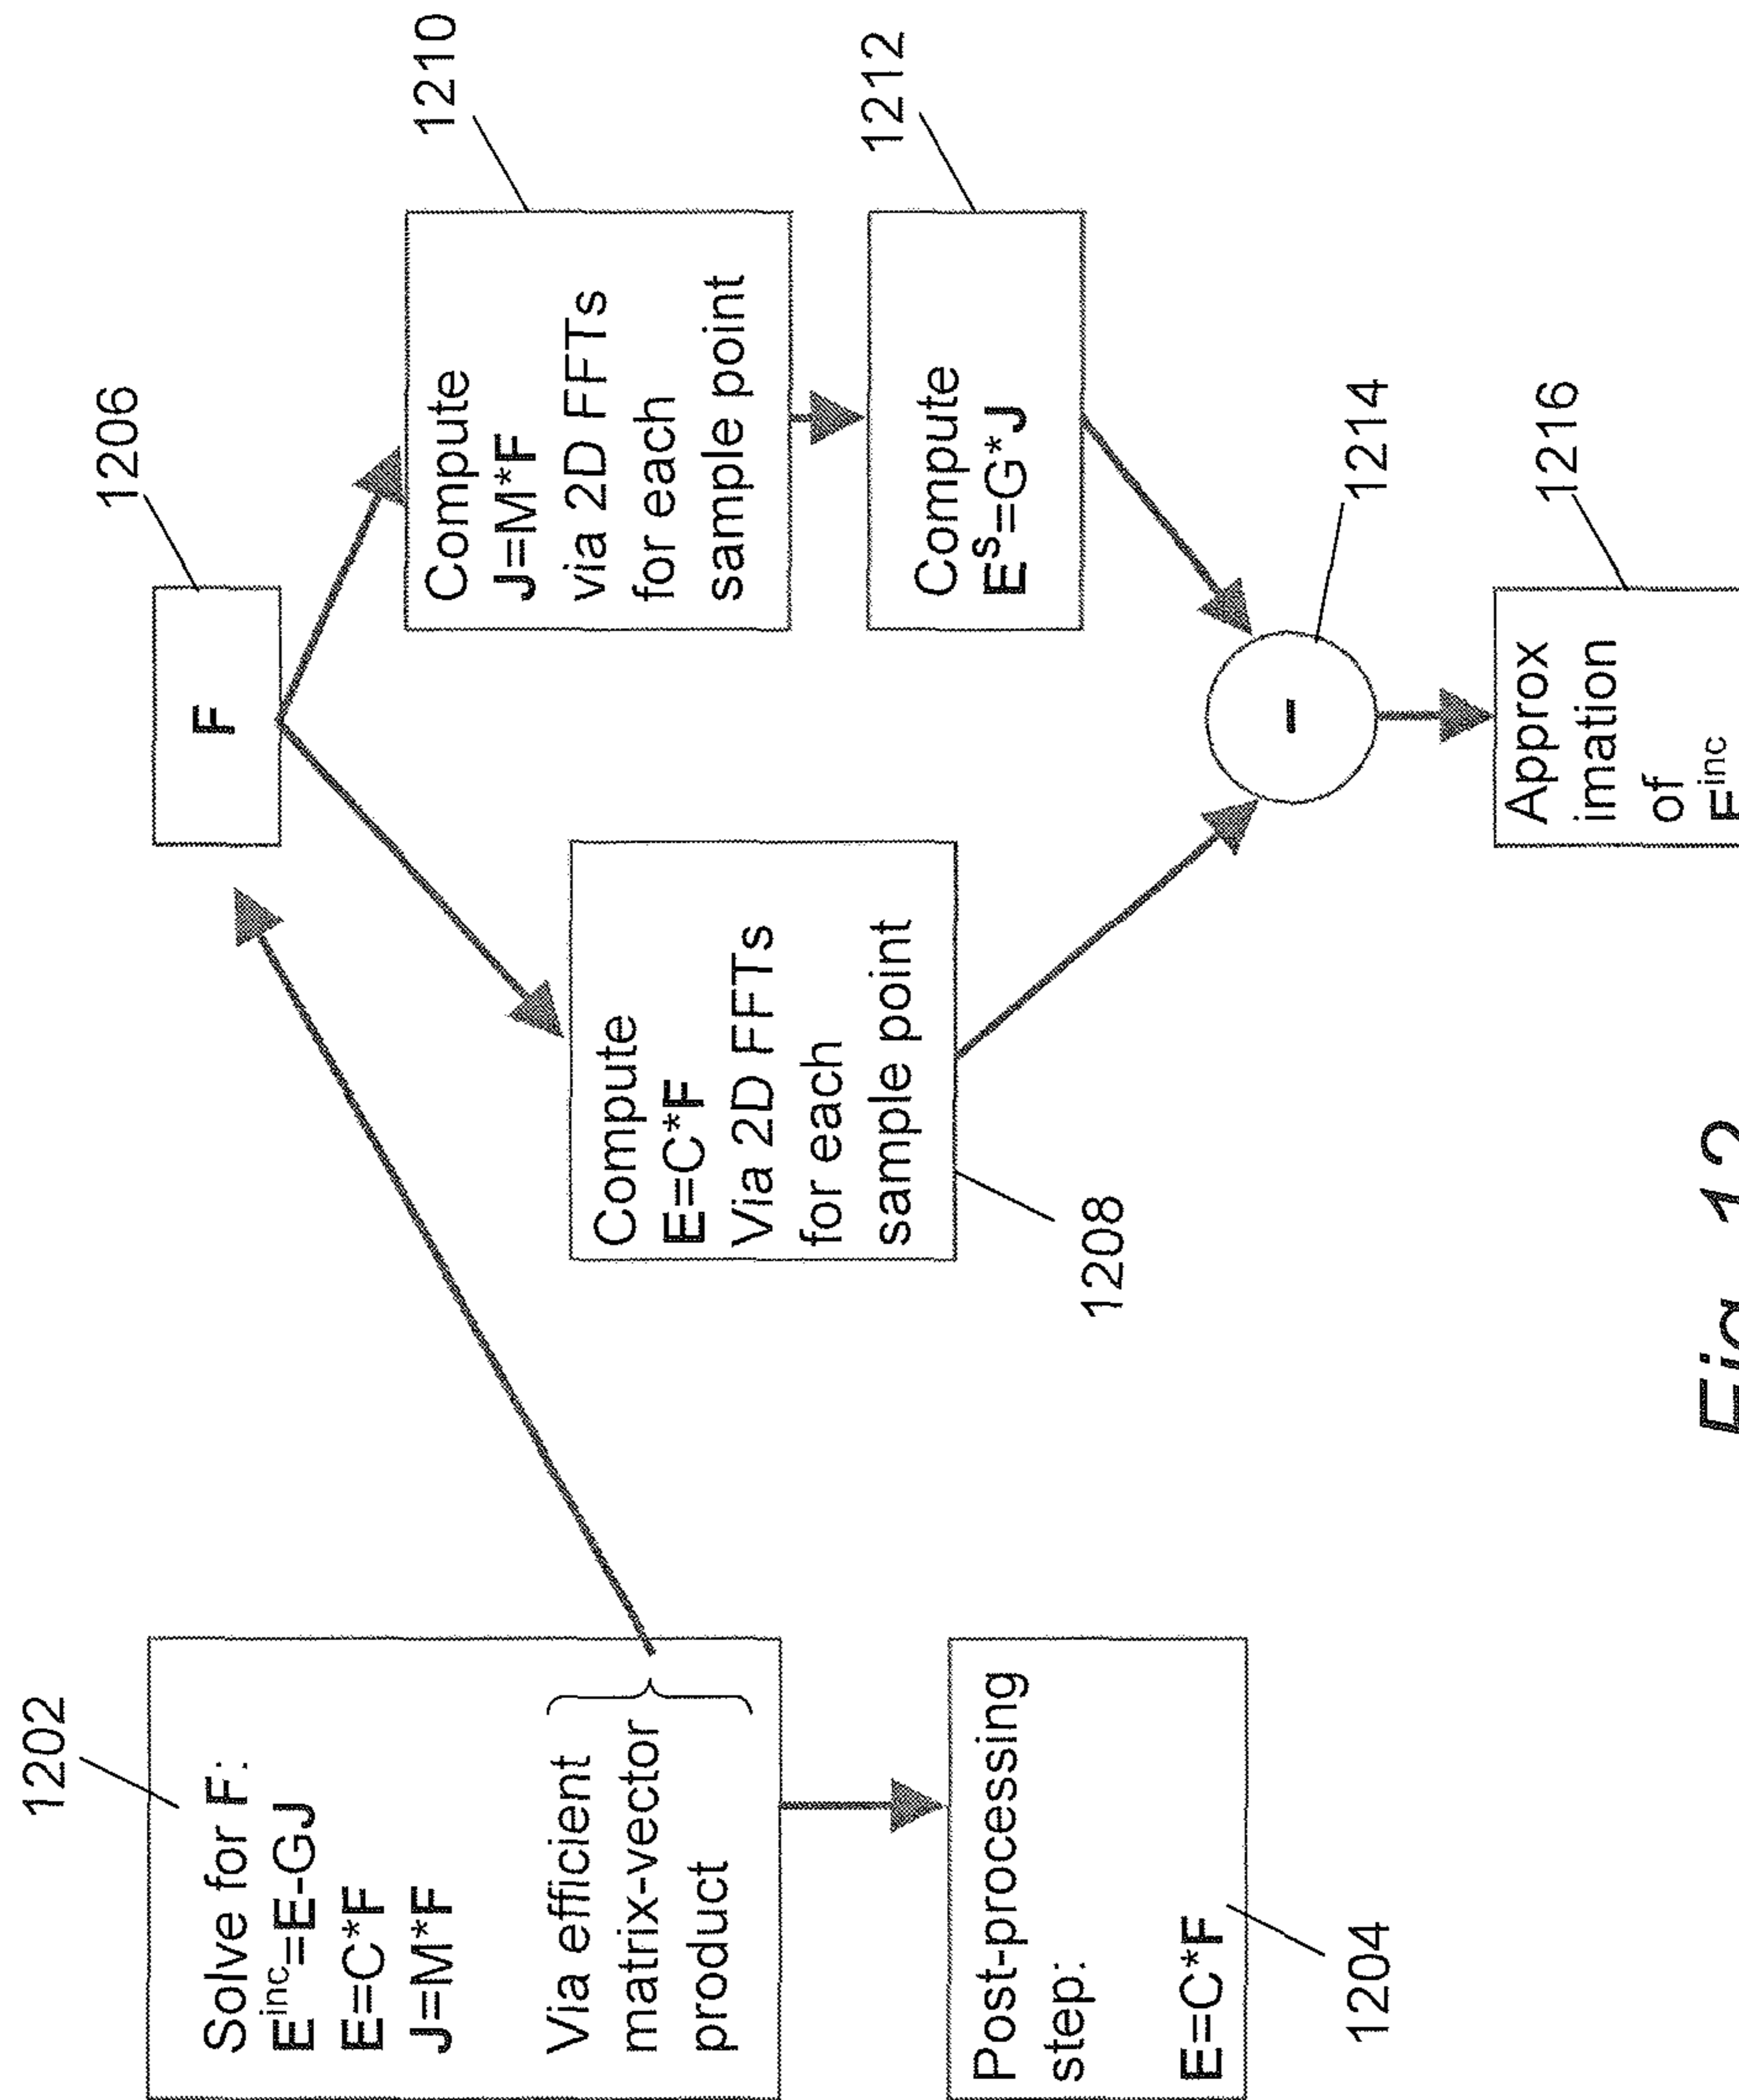 1202
Solve for F:
E^inc=E-GJ
E=C*F
J=M*F
Via efficient
matrix-vector
product
Post-processing
step:
E=C*F
1204
1206
F
Compute
E=C*F
Via 2D FFTs
for each
sample point
1208
Compute
J=M*F
via 2D FFTs
for each
sample point
1210
Compute
E^s=G*J
1212
–
1214
Approx
imation
of
E^inc
1216
Fig. 12